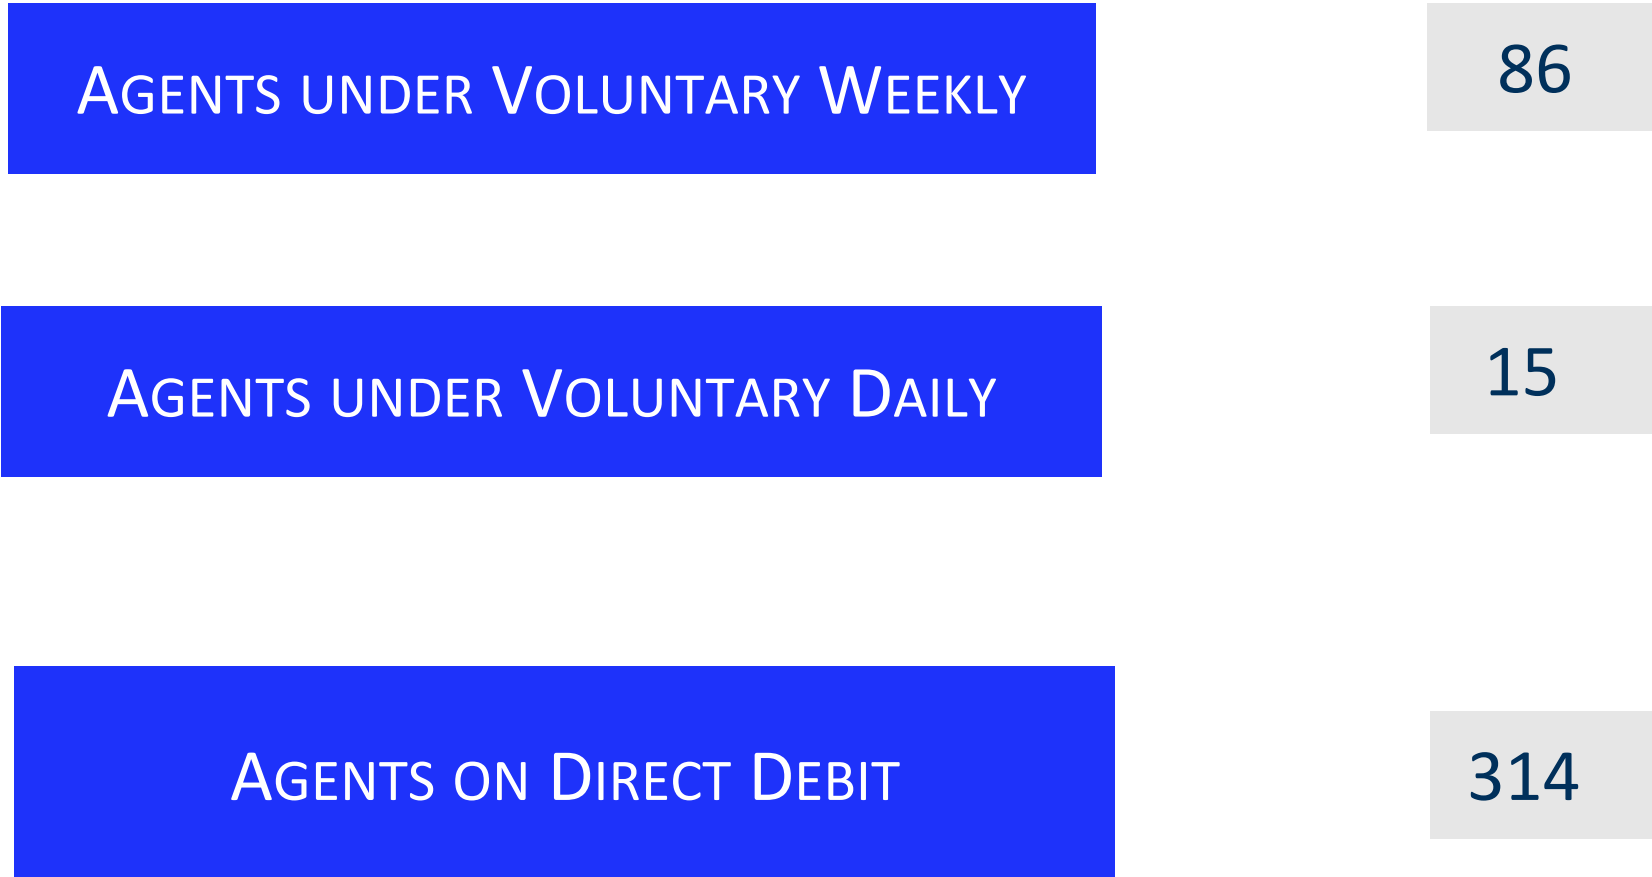 Agents under Voluntary Weekly
86
Agents under Voluntary Daily
15
Agents on Direct Debit
314